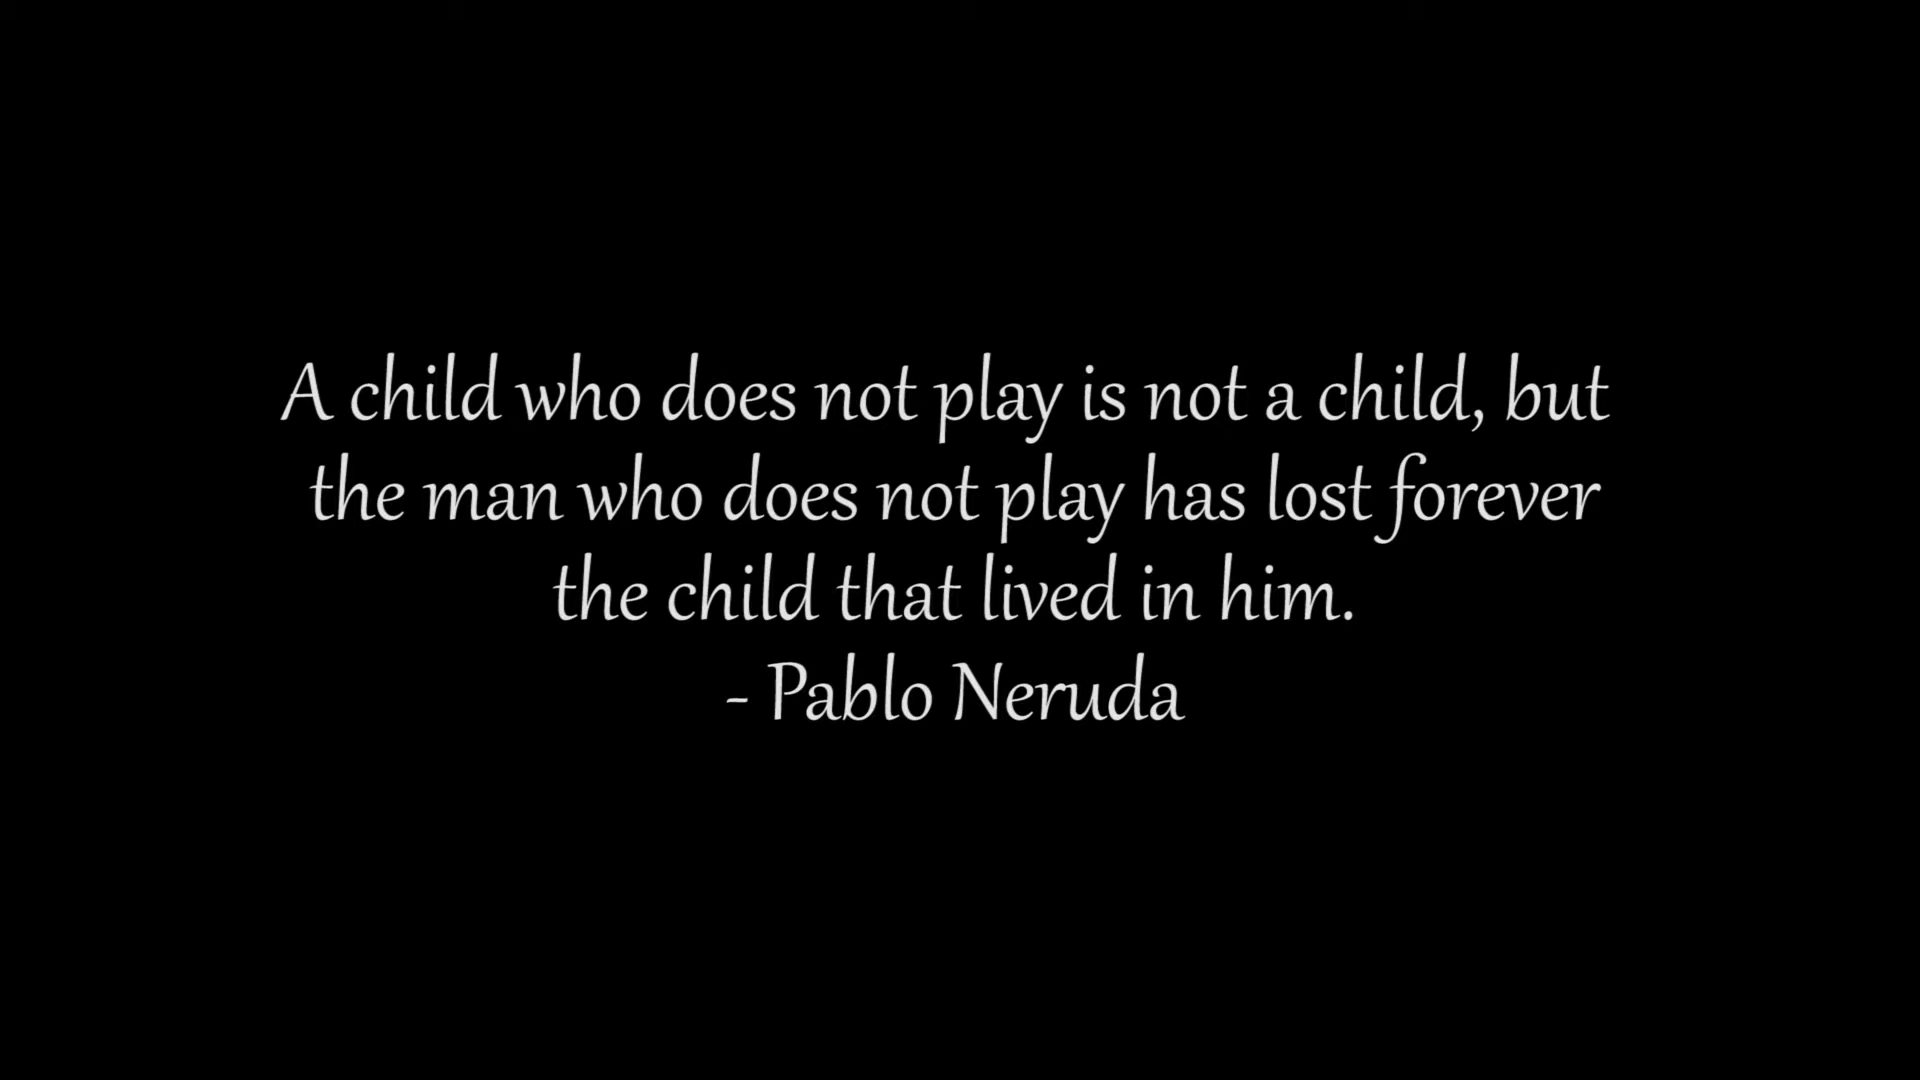 A child who does not play is not a child, but
the man who does not play has lost forever
the child that lived in him.
- Pablo Neruda